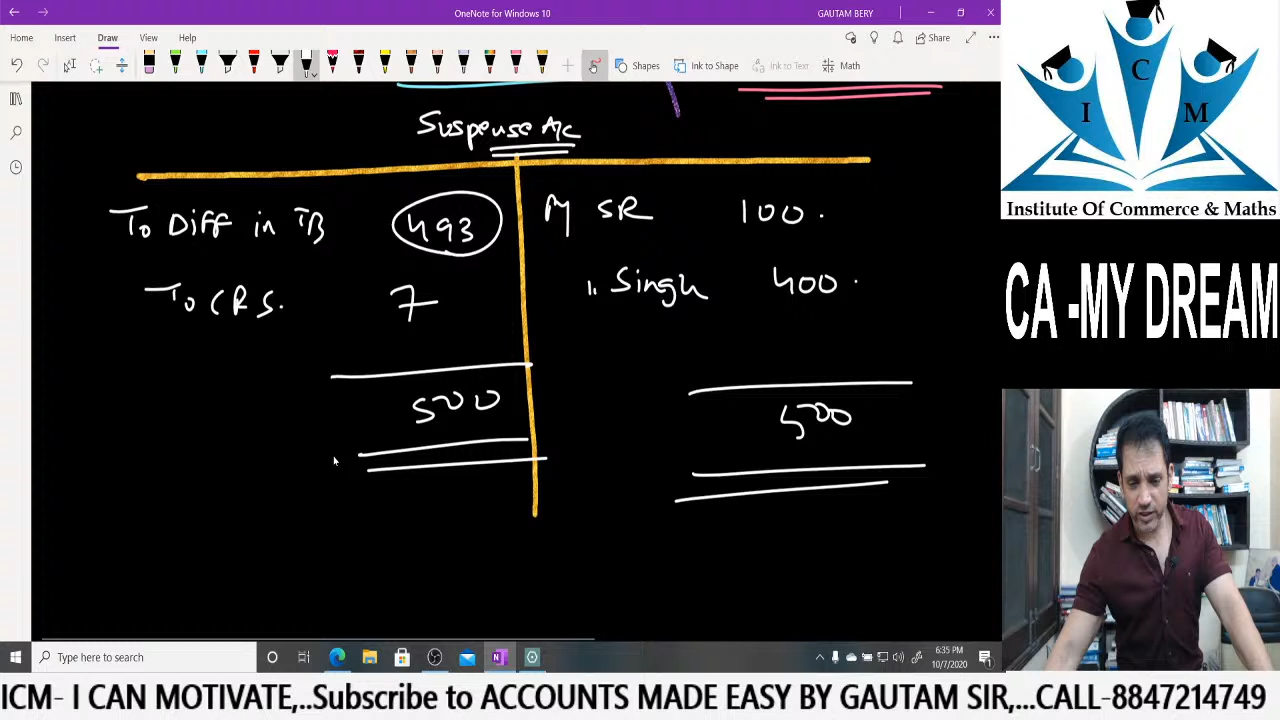 OneNote for Windows 10
GAUTAM BERY
Home Insert Draw View Help
Share
Shapes
Ink to Shape
Ink to Text
Math
Suspense A/c
To Diff in TB 493
By SR 100.
To CRS. 7
" Singh 400.
500
500
I C M
Institute Of Commerce & Maths
CA -MY DREAM
Type here to search
6:35 PM
10/7/2020
ICM- I CAN MOTIVATE,..Subscribe to ACCOUNTS MADE EASY BY GAUTAM SIR,...CALL-8847214749